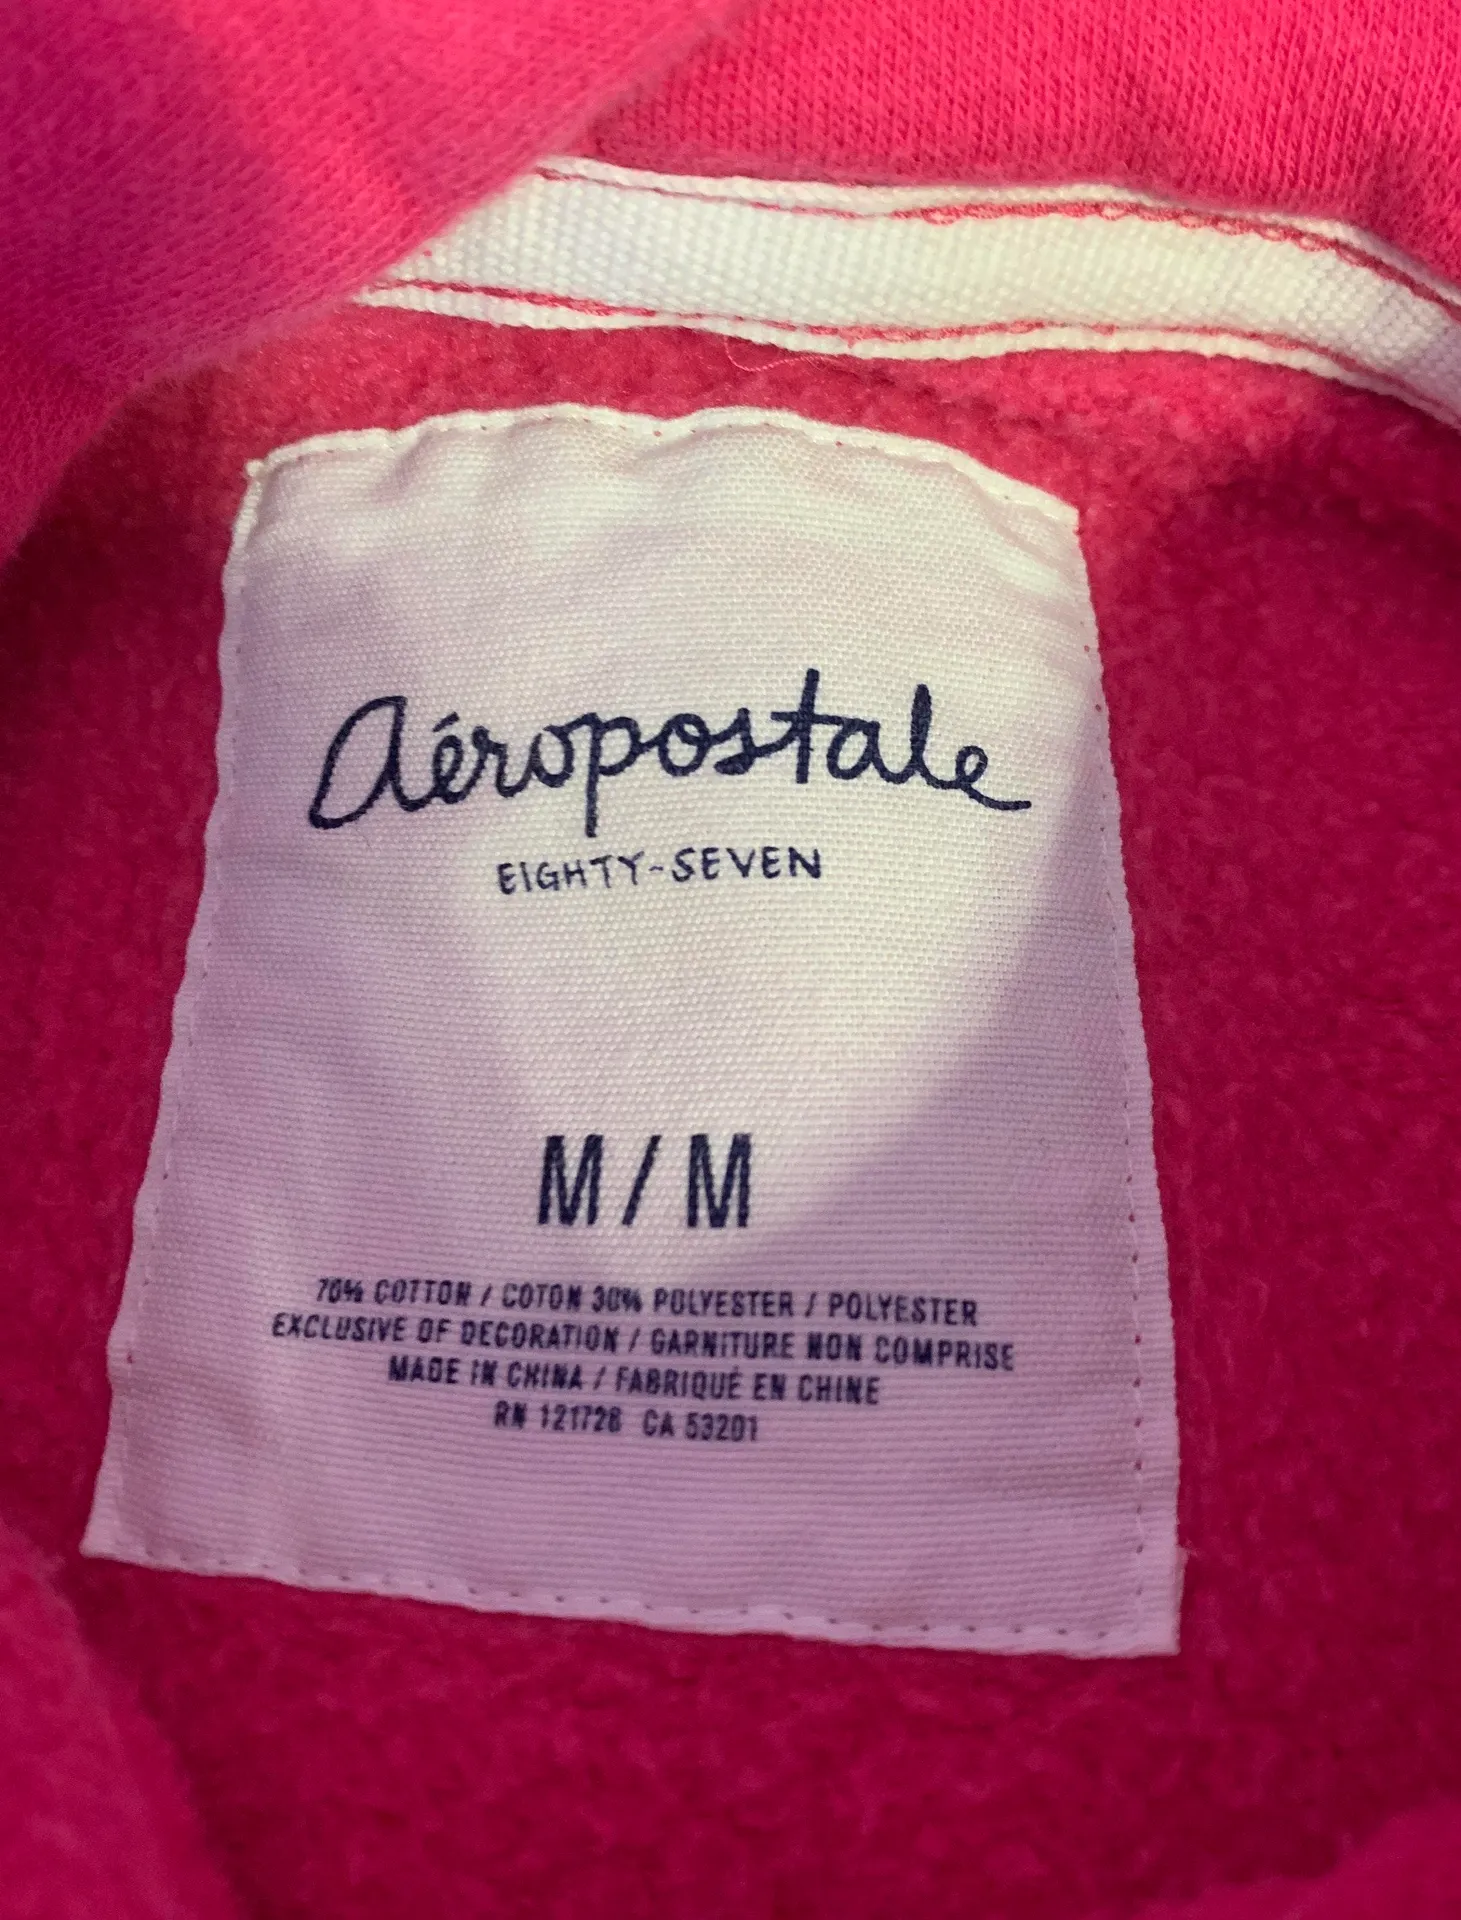 aéropostale
EIGHTY-SEVEN
M/M
70% COTTON / COTON 30% POLYESTER / POLYESTER
EXCLUSIVE OF DECORATION / GARNITURE NON COMPRISE
MADE IN CHINA / FABRIQUÉ EN CHINE
RN 121728 CA 53201